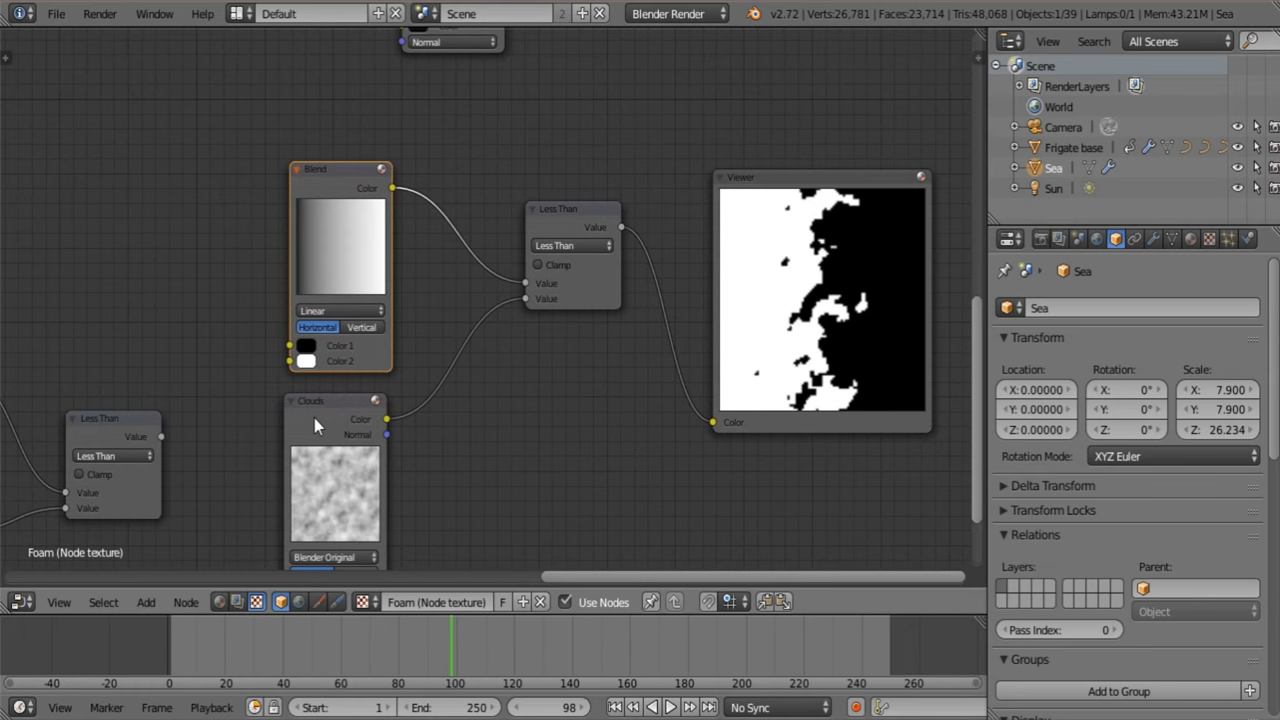 File Render Window Help Default Scene 2 Blender Render v2.72 | Verts:26,781 | Faces:23,714 | Tris:48,068 | Objects:1/39 | Lamps:0/1 | Mem:43.21M | Sea
Normal
View Search All Scenes
Scene
RenderLayers
World
Camera
Frigate base
Sea
Sun
Blend
Color
Linear
Horizontal Vertical
Color 1
Color 2
Less Than
Value
Less Than
Clamp
Value
Value
Viewer
Color
Clouds
Color
Normal
Blender Original
Less Than
Value
Less Than
Clamp
Value
Value
Foam (Node texture)
Sea
Sea
Transform
Location: Rotation: Scale:
X: 0.00000 X: 0° X: 7.900
Y: 0.00000 Y: 0° Y: 7.900
Z: 0.00000 Z: 0° Z: 26.234
Rotation Mode: XYZ Euler
Delta Transform
Transform Locks
Relations
Layers: Parent:
Object
Pass Index: 0
Groups
Add to Group
View Select Add Node Foam (Node texture) F Use Nodes
-40 -20 0 20 40 60 80 100 120 140 160 180 200 220 240 260
View Marker Frame Playback Start: 1 End: 250 98 No Sync